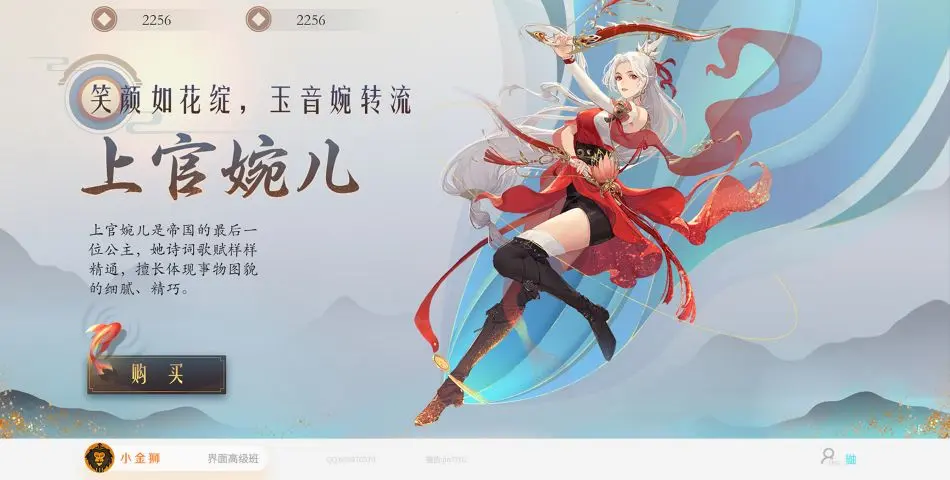 2256 2256
笑颜如花绽，玉音婉转流
上官婉儿
上官婉儿是帝国的最后一
位公主，她诗词歌赋样样
精通，擅长体现事物图貌
的细腻、精巧。
购 买
小金狮 界面高级班